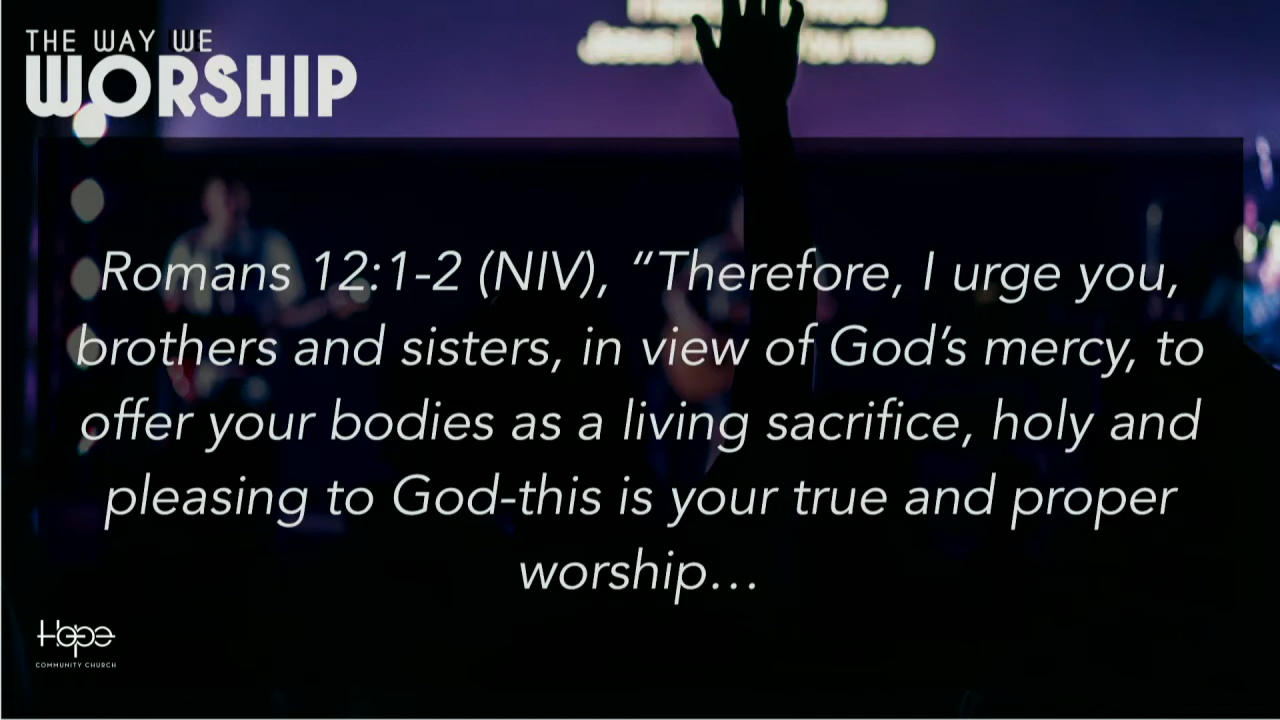 Jesus
more
THE WAY WE
WORSHIP
Romans 12:1-2 (NIV), “Therefore, I urge you,
brothers and sisters, in view of God’s mercy, to
offer your bodies as a living sacrifice, holy and
pleasing to God-this is your true and proper
worship…
Hope
COMMUNITY CHURCH